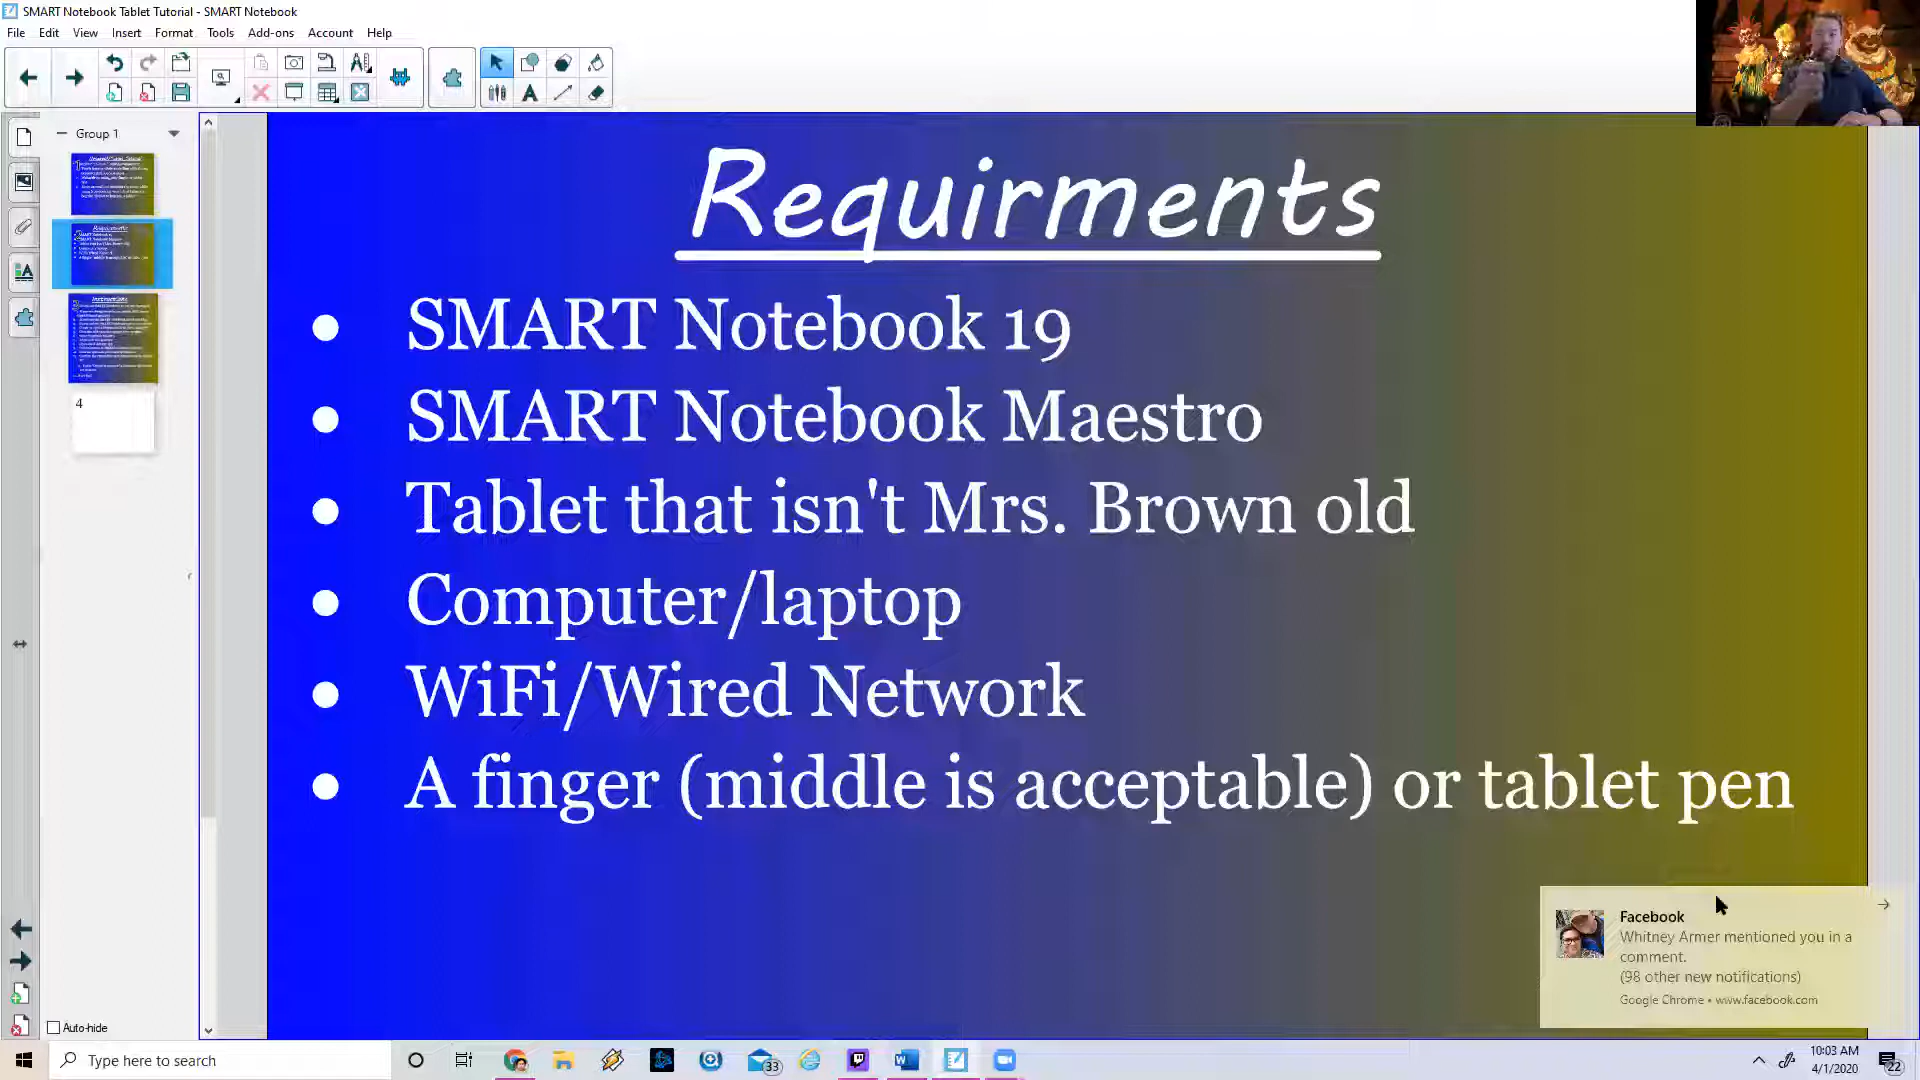 SMART Notebook Tablet Tutorial - SMART Notebook
File Edit View Insert Format Tools Add-ons Account Help
Group 1
4
Requirments
• SMART Notebook 19
• SMART Notebook Maestro
• Tablet that isn't Mrs. Brown old
• Computer/laptop
• WiFi/Wired Network
• A finger (middle is acceptable) or tablet pen
Facebook
Whitney Armer mentioned you in a
comment.
(98 other new notifications)
Google Chrome • www.facebook.com
Auto-hide
Type here to search
33
10:03 AM
4/1/2020
22